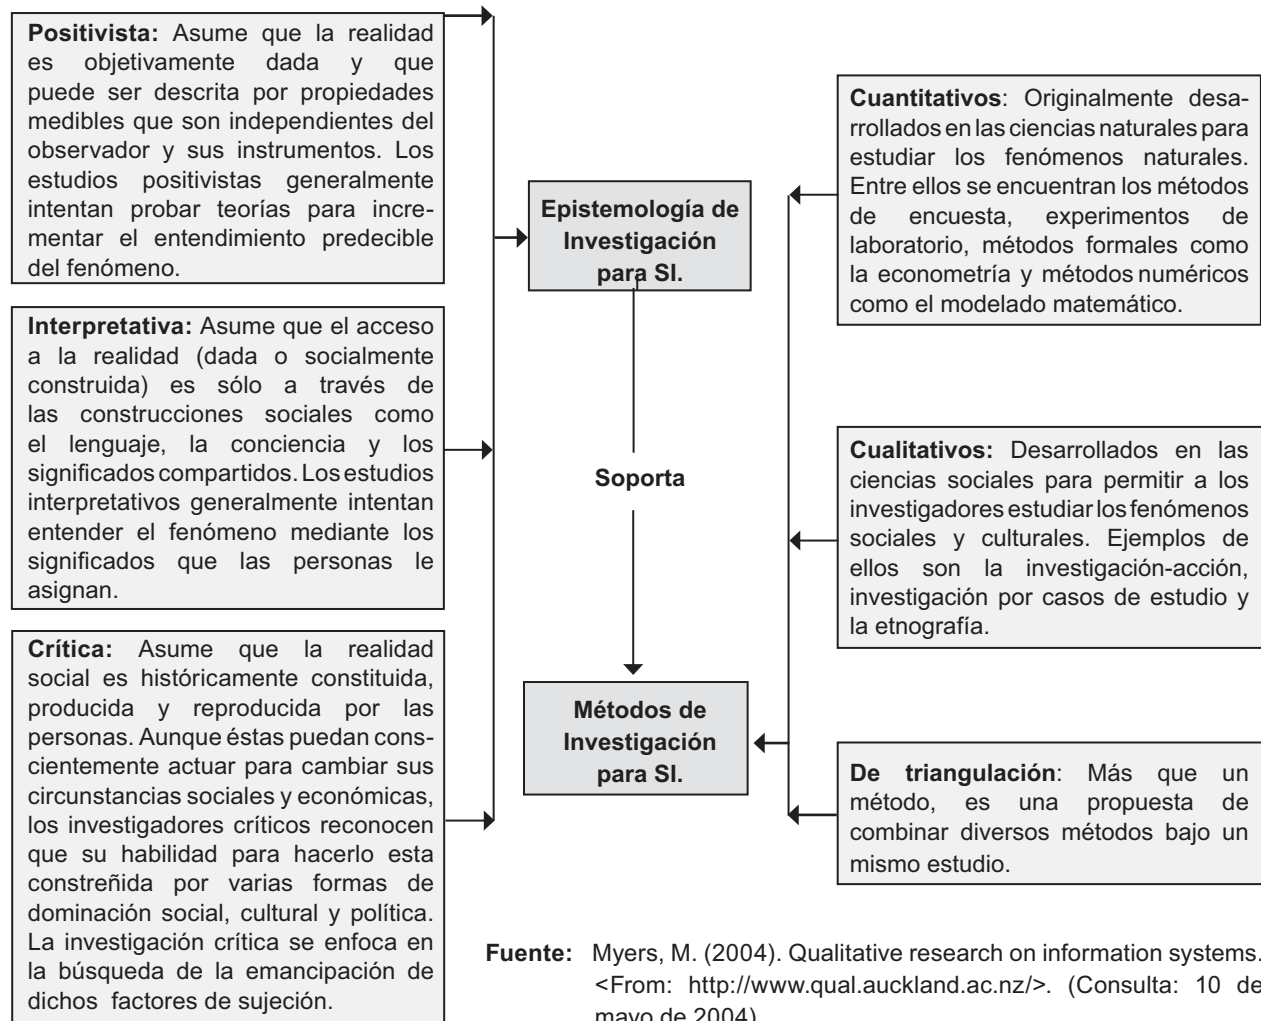 Positivista: Asume que la realidad
es objetivamente dada y que
puede ser descrita por propiedades
medibles que son independientes del
observador y sus instrumentos. Los
estudios positivistas generalmente
intentan probar teorías para incre-
mentar el entendimiento predecible
del fenómeno.
Interpretativa: Asume que el acceso
a la realidad (dada o socialmente
construida) es sólo a través de
las construcciones sociales como
el lenguaje, la conciencia y los
significados compartidos. Los estudios
interpretativos generalmente intentan
entender el fenómeno mediante los
significados que las personas le
asignan.
Crítica: Asume que la realidad
social es históricamente constituida,
producida y reproducida por las
personas. Aunque éstas puedan cons-
cientemente actuar para cambiar sus
circunstancias sociales y económicas,
los investigadores críticos reconocen
que su habilidad para hacerlo esta
constreñida por varias formas de
dominación social, cultural y política.
La investigación crítica se enfoca en
la búsqueda de la emancipación de
dichos factores de sujeción.
Epistemología de
Investigación
para SI.
Soporta
Métodos de
Investigación
para SI.
Cuantitativos: Originalmente desa-
rrollados en las ciencias naturales para
estudiar los fenómenos naturales.
Entre ellos se encuentran los métodos
de encuesta, experimentos de
laboratorio, métodos formales como
la econometría y métodos numéricos
como el modelado matemático.
Cualitativos: Desarrollados en las
ciencias sociales para permitir a los
investigadores estudiar los fenómenos
sociales y culturales. Ejemplos de
ellos son la investigación-acción,
investigación por casos de estudio y
la etnografía.
De triangulación: Más que un
método, es una propuesta de
combinar diversos métodos bajo un
mismo estudio.
Fuente: Myers, M. (2004). Qualitative research on information systems.
<From: http://www.qual.auckland.ac.nz/>. (Consulta: 10 de
mayo de 2004)